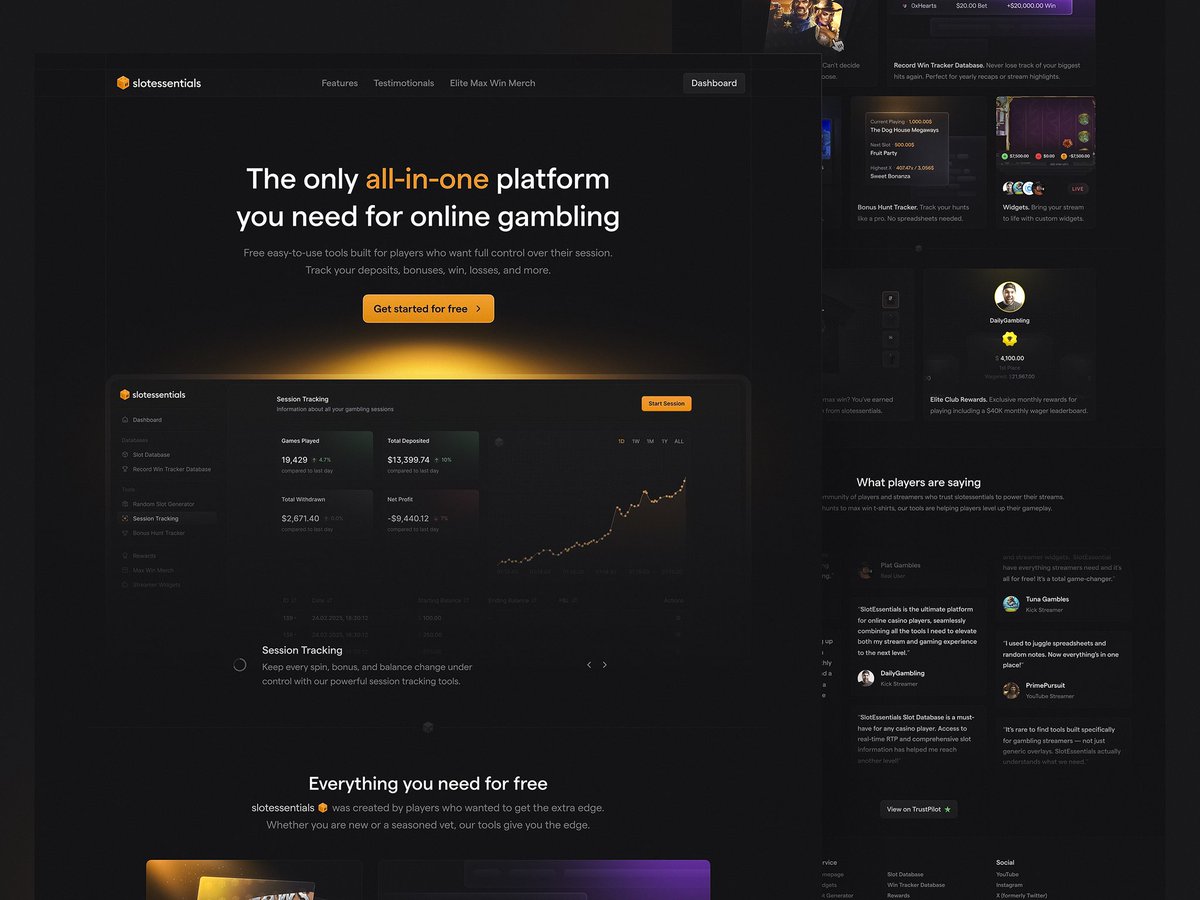 slotessentials
Features
Testimotionals
Elite Max Win Merch
Dashboard
The only all-in-one platform
you need for online gambling
Free easy-to-use tools built for players who want full control over their session.
Track your deposits, bonuses, win, losses, and more.
Get started for free
slotessentials
Dashboard
Databases
Slot Database
Record Win Tracker Database
Tools
Random Slot Generator
Session Tracking
Bonus Hunt Tracker
Rewards
Max Win Merch
Streamer Widgets
Session Tracking
Information about all your gambling sessions
Start Session
Games Played
19,429 ↑ 4.7%
compared to last day
Total Deposited
$13,399.74 ↑ 10%
compared to last day
Total Withdrawn
$2,671.40 ↑ 0.0%
compared to last day
Net Profit
-$9,440.12 ↓ 7%
compared to last day
1D 1W 1M 1Y ALL
ID
Date
Starting Balance
Ending Balance
P&L
Actions
139
$ 100.00
138
$ 250.00
Session Tracking
Keep every spin, bonus, and balance change under
control with our powerful session tracking tools.
Everything you need for free
slotessentials was created by players who wanted to get the extra edge.
Whether you are new or a seasoned vet, our tools give you the edge.
0xHearts
$20.00 Bet
+$20,000.00 Win
Can't decide
Record Win Tracker Database. Never lose track of your biggest
hits again. Perfect for yearly recaps or stream highlights.
Current Playing · 1,000.00$
The Dog House Megaways
Next Slot · 500.00$
Fruit Party
Highest X · 407.47x / 3,056$
Sweet Bonanza
Bonus Hunt Tracker. Track your hunts
like a pro. No spreadsheets needed.
$7,500.00
$0.00
-$7,500.00
LIVE
Widgets. Bring your stream
to life with custom widgets.
max win? You've earned
from slotessentials.
DailyGambling
$ 4,100.00
1st Place
Wagered: $21,567.00
Elite Club Rewards. Exclusive monthly rewards for
playing including a $40K monthly wager leaderboard.
What players are saying
community of players and streamers who trust slotessentials to power their streams.
hunts to max win t-shirts, our tools are helping players level up their gameplay.
Plat Gambles
Real User
"SlotEssentials is the ultimate platform
for online casino players, seamlessly
combining all the tools I need to elevate
both my stream and gaming experience
to the next level."
DailyGambling
Kick Streamer
"SlotEssentials Slot Database is a must-
have for any casino player. Access to
real-time RTP and comprehensive slot
information has helped me reach
another level!"
and streamer widgets. SlotEssential
have everything streamers need and it's
all for free! it's a total game-changer."
Tuna Gambles
Kick Streamer
"I used to juggle spreadsheets and
random notes. Now everything's in one
place!"
PrimePursuit
YouTube Streamer
"It's rare to find tools built specifically
for gambling streamers — not just
generic overlays. SlotEssentials actually
understands what we need."
View on TrustPilot
Slot Database
Win Tracker Database
Rewards
Social
YouTube
Instagram
X (formerly Twitter)